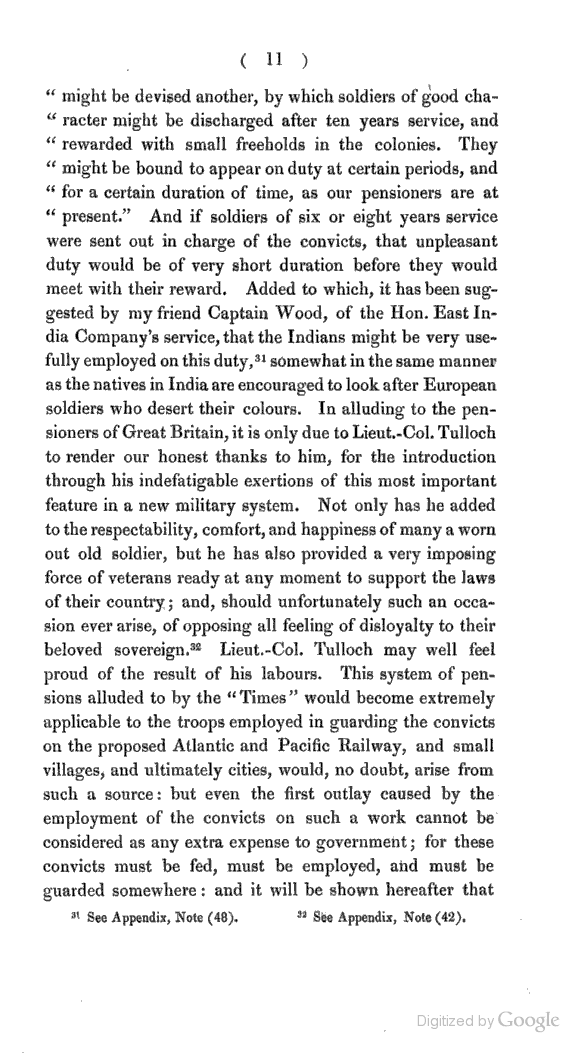 ( 11 )
“ might be devised another, by which soldiers of good cha-
“ racter might be discharged after ten years service, and
“ rewarded with small freeholds in the colonies. They
“ might be bound to appear on duty at certain periods, and
“ for a certain duration of time, as our pensioners are at
“ present.” And if soldiers of six or eight years service
were sent out in charge of the convicts, that unpleasant
duty would be of very short duration before they would
meet with their reward. Added to which, it has been sug-
gested by my friend Captain Wood, of the Hon. East In-
dia Company’s service, that the Indians might be very use-
fully employed on this duty,³¹ somewhat in the same manner
as the natives in India are encouraged to look after European
soldiers who desert their colours. In alluding to the pen-
sioners of Great Britain, it is only due to Lieut.-Col. Tulloch
to render our honest thanks to him, for the introduction
through his indefatigable exertions of this most important
feature in a new military system. Not only has he added
to the respectability, comfort, and happiness of many a worn
out old soldier, but he has also provided a very imposing
force of veterans ready at any moment to support the laws
of their country; and, should unfortunately such an occa-
sion ever arise, of opposing all feeling of disloyalty to their
beloved sovereign.³² Lieut.-Col. Tulloch may well feel
proud of the result of his labours. This system of pen-
sions alluded to by the “Times” would become extremely
applicable to the troops employed in guarding the convicts
on the proposed Atlantic and Pacific Railway, and small
villages, and ultimately cities, would, no doubt, arise from
such a source: but even the first outlay caused by the
employment of the convicts on such a work cannot be
considered as any extra expense to government; for these
convicts must be fed, must be employed, and must be
guarded somewhere: and it will be shown hereafter that
³¹ See Appendix, Note (48). ³² See Appendix, Note (42).
Digitized by Google